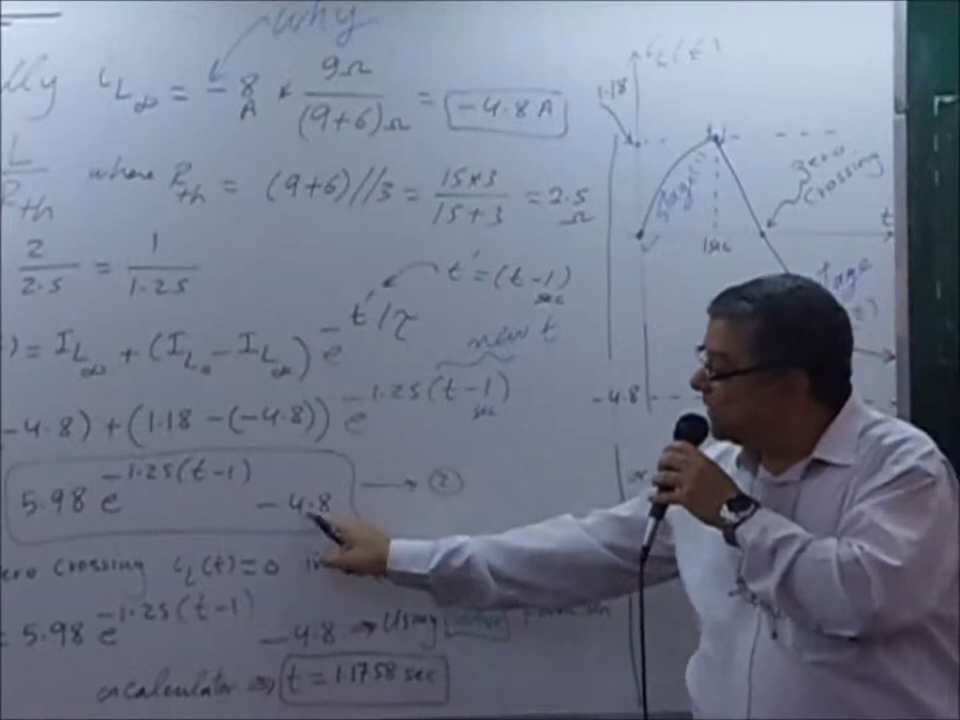 why
lly iL∞ = - 8 A * 9Ω / (9+6)Ω = -4.8 A
L / Rth where Rth = (9+6)//3 = 15*3 / 15+3 = 2.5 Ω
2 / 2.5 = 1 / 1.25
t' = (t-1) sec
) = IL∞ + (IL₀ - IL∞) e^-t'/τ
new t
-4.8) + (1.18 - (-4.8)) e^-1.25(t-1) sec
5.98 e^-1.25(t-1) - 4.8 → ②
ero crossing iL(t) = 0 in
= 5.98 e^-1.25(t-1) - 4.8 ⇒ Using
on calculator ⇒ t = 1.1758 sec
iL(t)
1.18
zero crossing
t
1sec
-4.8